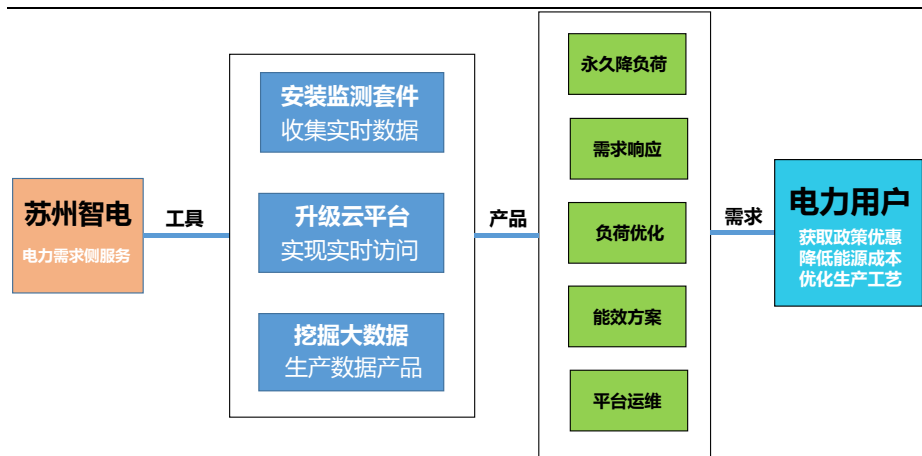 苏州智电
电力需求侧服务
工具
安装监测套件
收集实时数据
升级云平台
实现实时访问
挖掘大数据
生产数据产品
产品
永久降负荷
需求响应
负荷优化
能效方案
平台运维
需求
电力用户
获取政策优惠
降低能源成本
优化生产工艺